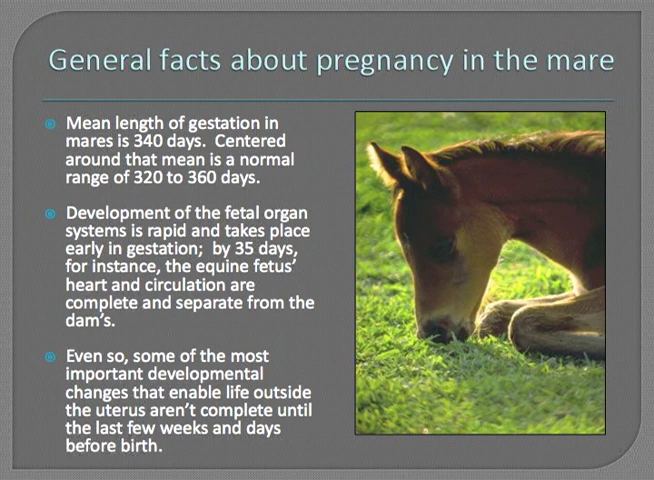 General facts about pregnancy in the mare
Mean length of gestation in
mares is 340 days.  Centered
around that mean is a normal
range of 320 to 360 days.
Development of the fetal organ
systems is rapid and takes place
early in gestation;  by 35 days,
for instance, the equine fetus’
heart and circulation are
complete and separate from the
dam’s.
Even so, some of the most
important developmental
changes that enable life outside
the uterus aren’t complete until
the last few weeks and days
before birth.